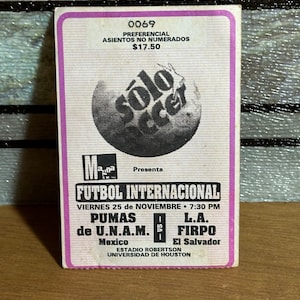 0069
PREFERENCIAL
ASIENTOS NO NUMERADOS
$17.50
Sólo
Soccer
Presenta
FUTBOL INTERNACIONAL
VIERNES 25 de NOVIEMBRE • 7:30 PM
PUMAS
de U.N.A.M.
Mexico
L.A.
FIRPO
El Salvador
ESTADIO ROBERTSON
UNIVERSIDAD DE HOUSTON